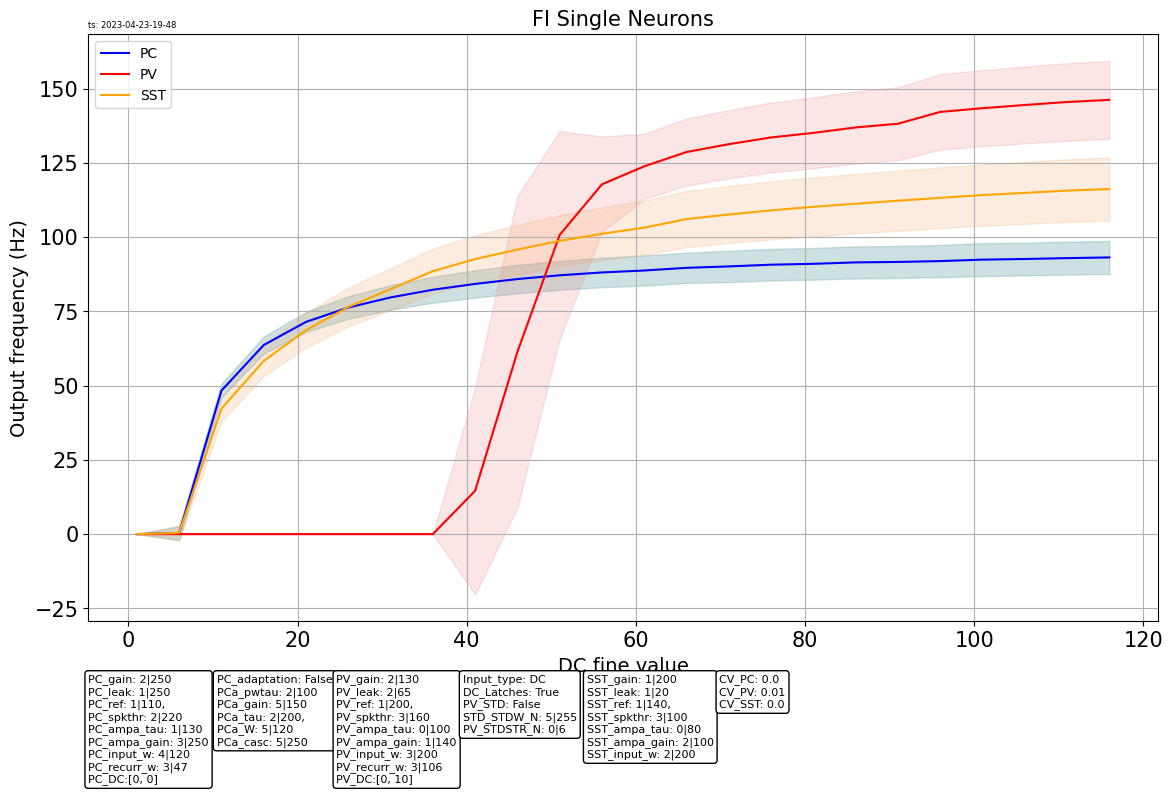 FI Single Neurons
ts: 2023-04-23-19-48
PC
PV
SST
Output frequency (Hz)
150
125
100
75
50
25
0
−25
0 20 40 60 80 100 120
DC fine value
PC_gain: 2|250
PC_leak: 1|250
PC_ref: 1|110,
PC_spkthr: 2|220
PC_ampa_tau: 1|130
PC_ampa_gain: 3|250
PC_input_w: 4|120
PC_recurr_w: 3|47
PC_DC:[0, 0]
PC_adaptation: False
PCa_pwtau: 2|100
PCa_gain: 5|150
PCa_tau: 2|200,
PCa_W: 5|120
PCa_casc: 5|250
PV_gain: 2|130
PV_leak: 2|65
PV_ref: 1|200,
PV_spkthr: 3|160
PV_ampa_tau: 0|100
PV_ampa_gain: 1|140
PV_input_w: 3|200
PV_recurr_w: 3|106
PV_DC:[0, 10]
Input_type: DC
DC_Latches: True
PV_STD: False
STD_STDW_N: 5|255
PV_STDSTR_N: 0|6
SST_gain: 1|200
SST_leak: 1|20
SST_ref: 1|140,
SST_spkthr: 3|100
SST_ampa_tau: 0|80
SST_ampa_gain: 2|100
SST_input_w: 2|200
CV_PC: 0.0
CV_PV: 0.01
CV_SST: 0.0